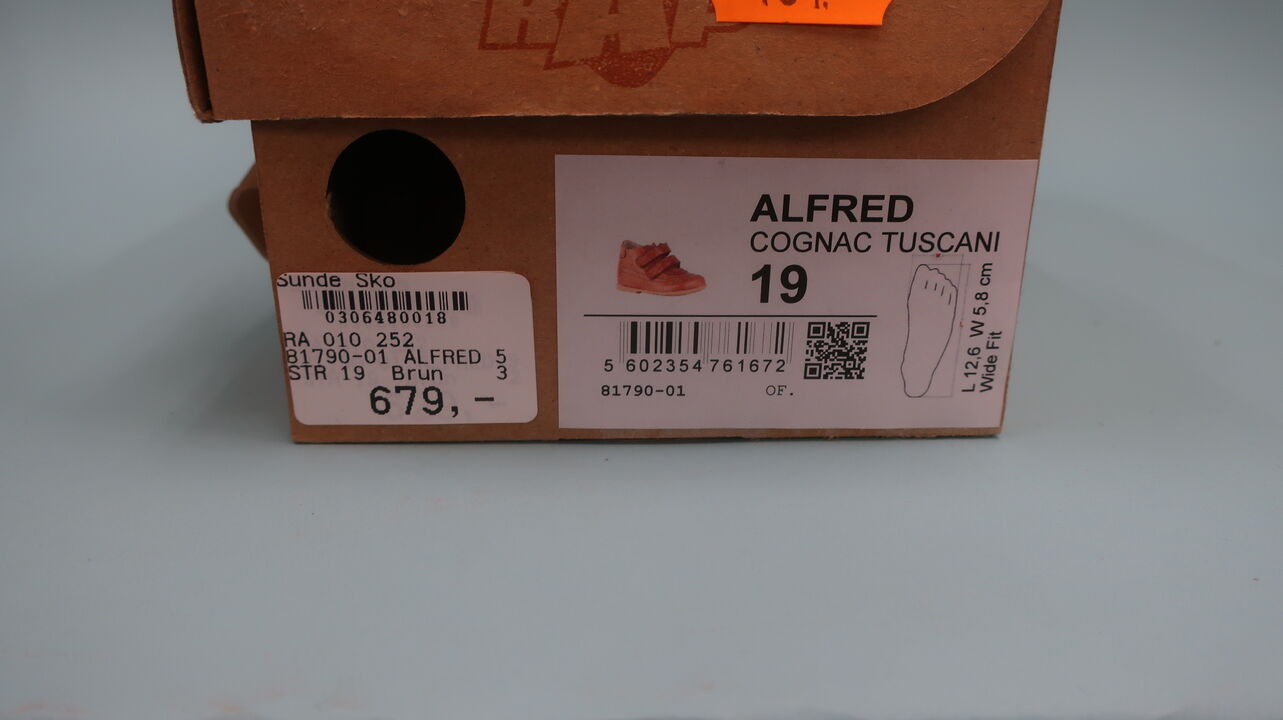 Sunde Sko
0306480018
RA 010 252
81790-01 ALFRED 5
STR 19 Brun 3
679,-
ALFRED
COGNAC TUSCANI
19
5 602354 761672
81790-01 OF.
L 12,6 W 5,8 cm
Wide Fit